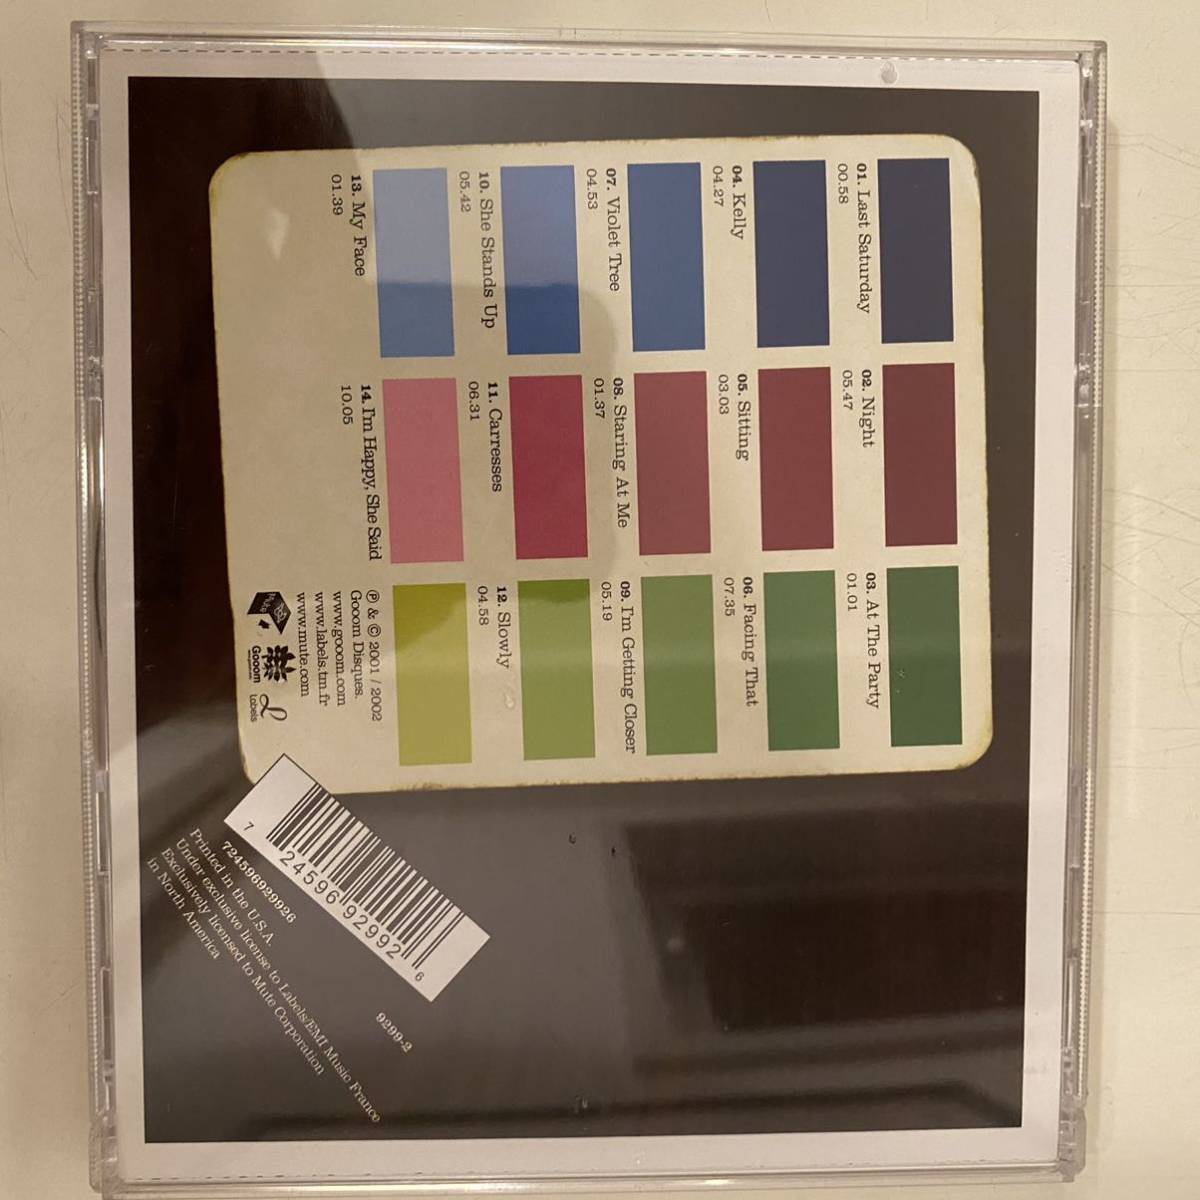 01. Last Saturday
00.58
02. Night
05.47
03. At The Party
01.01
04. Kelly
04.27
05. Sitting
03.03
06. Facing That
07.35
07. Violet Tree
04.53
08. Staring At Me
01.37
09. I'm Getting Closer
05.19
10. She Stands Up
05.42
11. Carresses
06.31
12. Slowly
04.58
13. My Face
01.39
14. I'm Happy, She Said
10.05
℗ & © 2001 / 2002
Gooom Disques.
www.gooom.com
www.labels.tm.fr
www.mute.com
Mute
Gooom
Labels
7 24596 92992 6
724596929926
Printed in the U.S.A.
Under exclusive license to Labels/EMI Music France
Exclusively licensed to Mute Corporation
in North America
9299-2